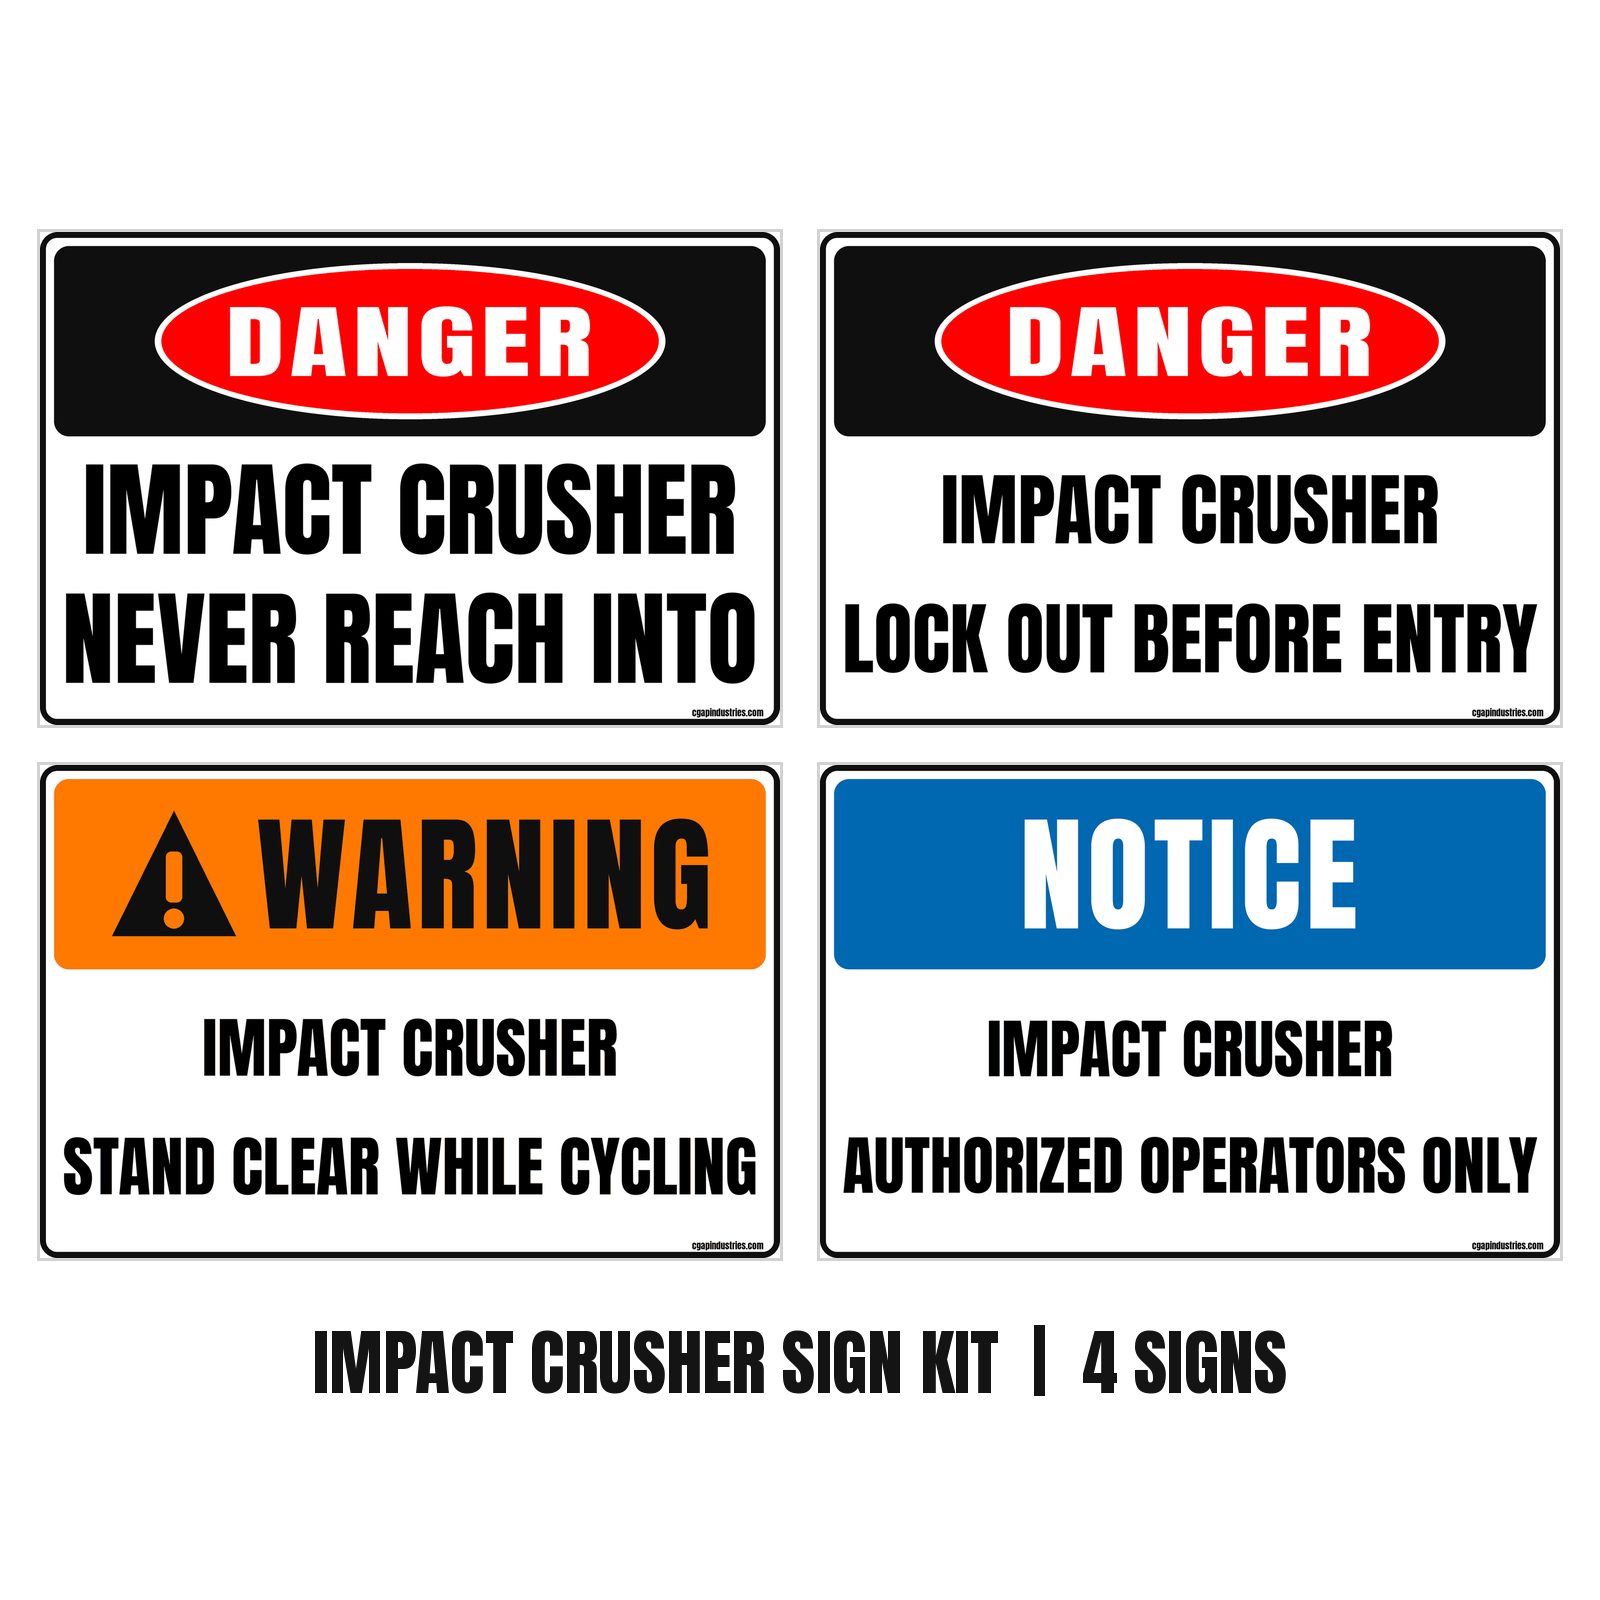 DANGER
IMPACT CRUSHER
NEVER REACH INTO
cgapindustries.com
DANGER
IMPACT CRUSHER
LOCK OUT BEFORE ENTRY
cgapindustries.com
WARNING
IMPACT CRUSHER
STAND CLEAR WHILE CYCLING
cgapindustries.com
NOTICE
IMPACT CRUSHER
AUTHORIZED OPERATORS ONLY
cgapindustries.com
IMPACT CRUSHER SIGN KIT | 4 SIGNS